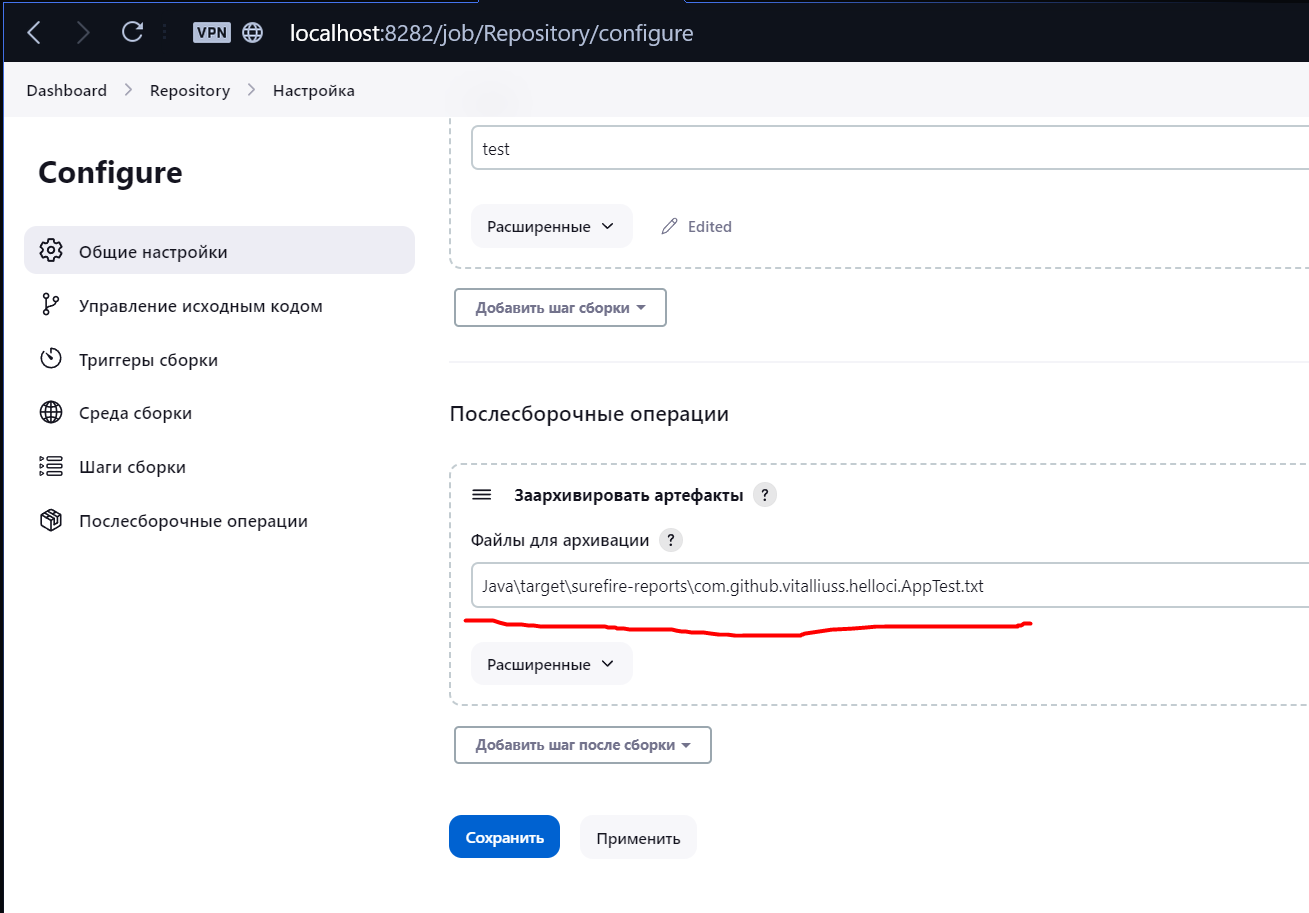 VPN localhost:8282/job/Repository/configure
Dashboard Repository Настройка
Configure
Общие настройки
Управление исходным кодом
Триггеры сборки
Среда сборки
Шаги сборки
Послесборочные операции
test
Расширенные Edited
Добавить шаг сборки
Послесборочные операции
Заархивировать артефакты ?
Файлы для архивации ?
Java\target\surefire-reports\com.github.vitalliuss.helloci.AppTest.txt
Расширенные
Добавить шаг после сборки
Сохранить Применить